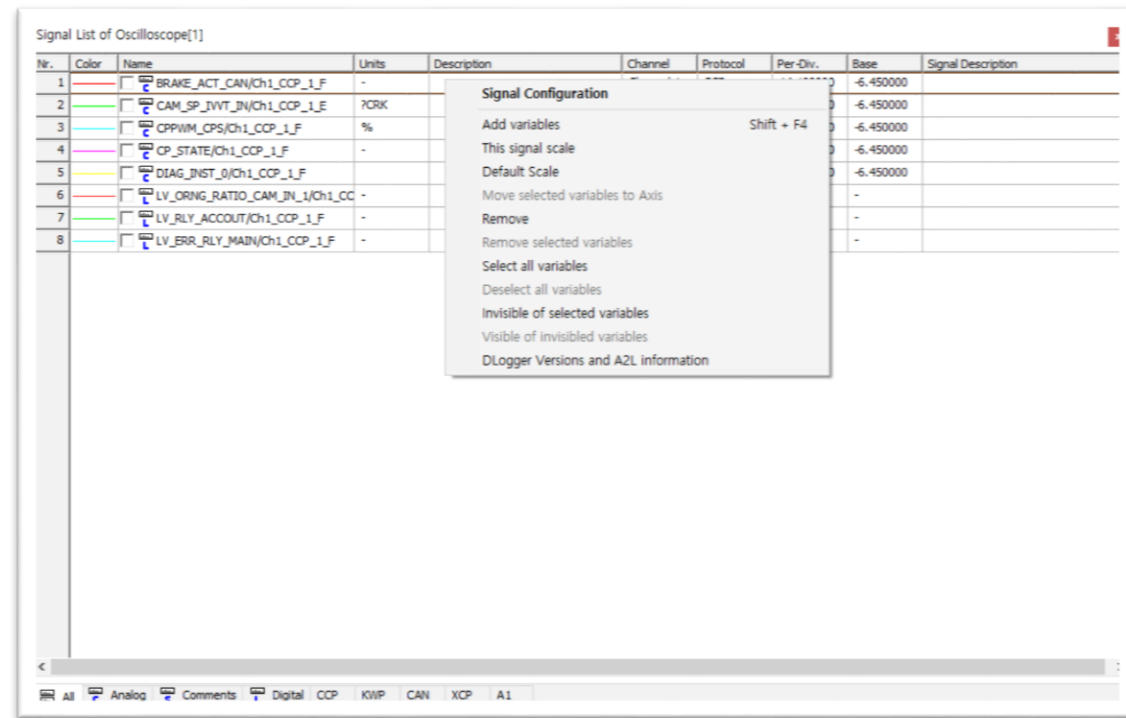 Signal List of Oscilloscope[1]
Nr. Color Name Units Description Channel Protocol Per-Div. Base Signal Description
1 BRAKE_ACT_CAN/Ch1_CCP_1_F - -6.450000
2 CAM_SP_IVVT_IN/Ch1_CCP_1_E ?CRK -6.450000
3 CPPWM_CPS/Ch1_CCP_1_F % -6.450000
4 CP_STATE/Ch1_CCP_1_F - -6.450000
5 DIAG_INST_0/Ch1_CCP_1_F -6.450000
6 LV_ORNG_RATIO_CAM_IN_1/Ch1_CC - -
7 LV_RLY_ACCOUT/Ch1_CCP_1_F - -
8 LV_ERR_RLY_MAIN/Ch1_CCP_1_F - -
Signal Configuration
Add variables Shift + F4
This signal scale
Default Scale
Move selected variables to Axis
Remove
Remove selected variables
Select all variables
Deselect all variables
Invisible of selected variables
Visible of invisibled variables
DLogger Versions and A2L information
All Analog Comments Digital CCP KWP CAN XCP A1